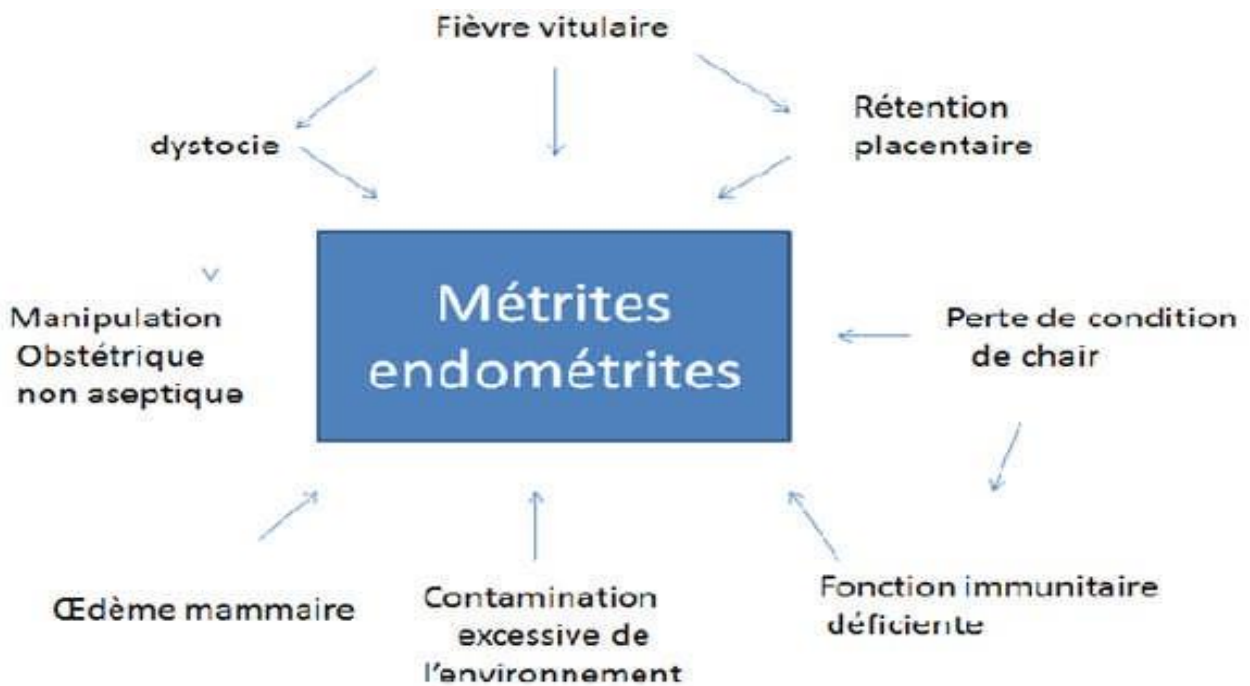 Fièvre vitulaire
dystocie
Rétention
placentaire
Métrites
endométrites
Manipulation
Obstétrique
non aseptique
Perte de condition
de chair
Œdème mammaire
Contamination
excessive de
l'environnement
Fonction immunitaire
déficiente